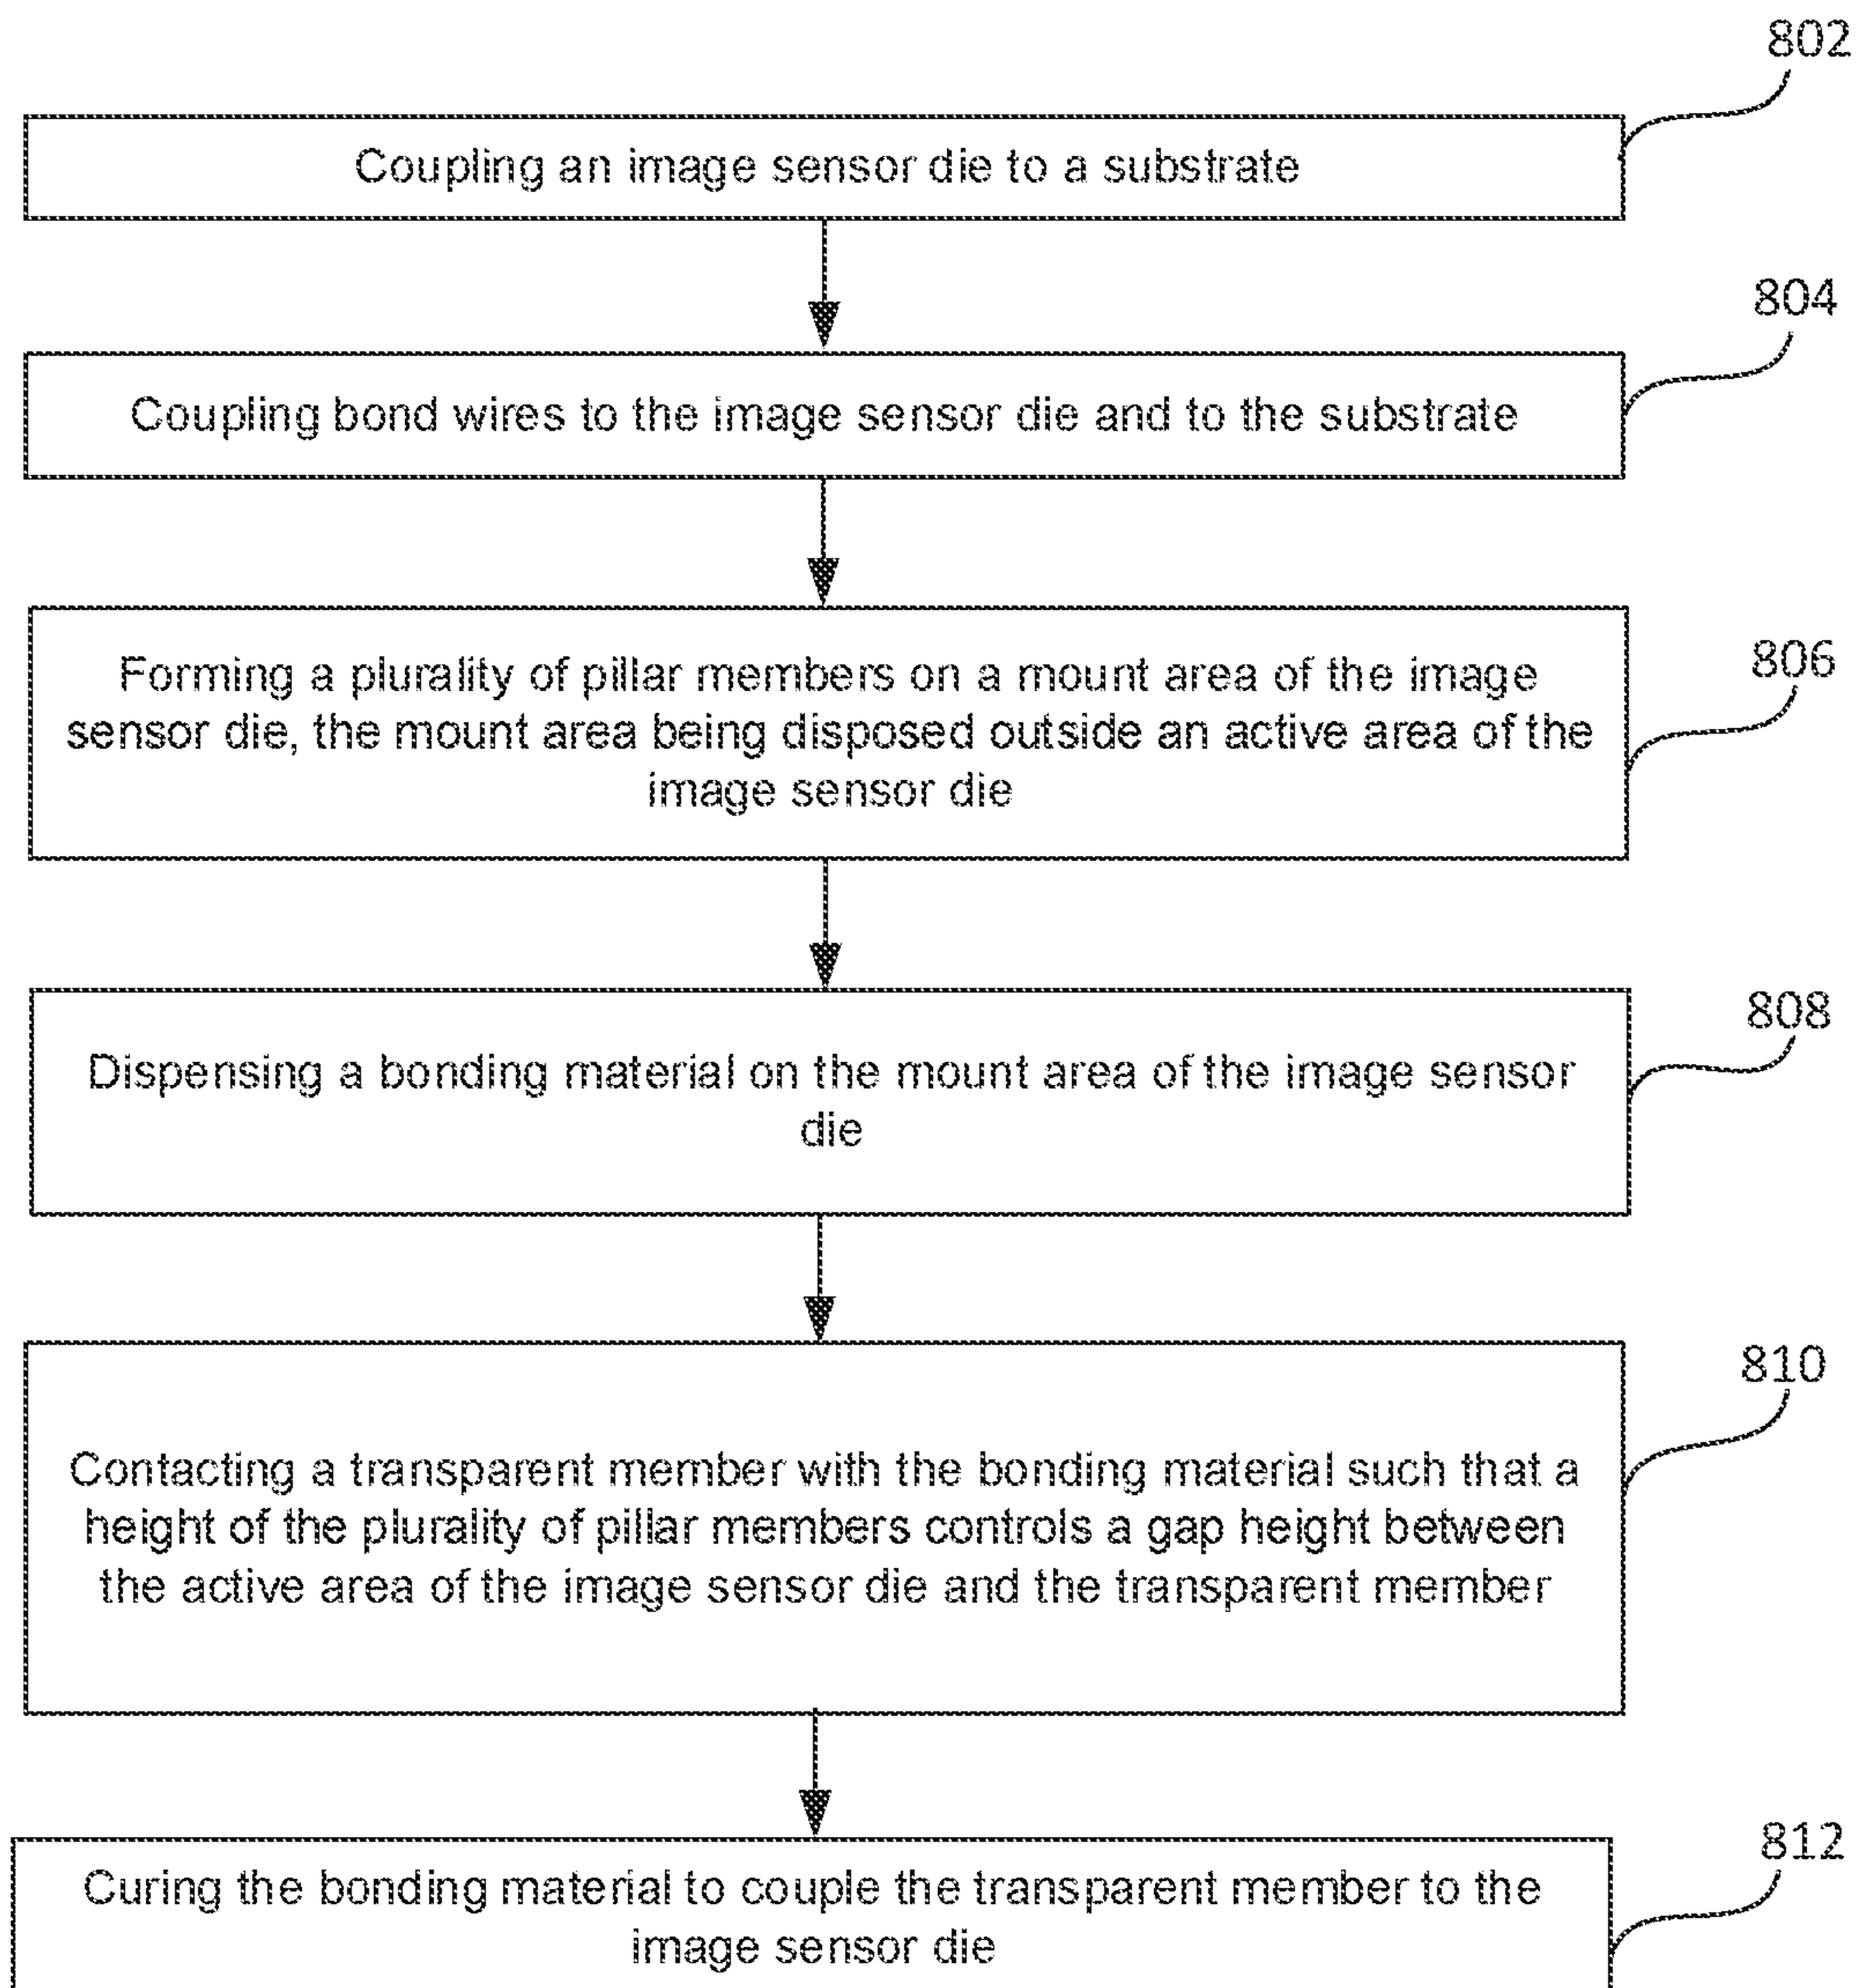 802
Coupling an image sensor die to a substrate
804
Coupling bond wires to the image sensor die and to the substrate
806
Forming a plurality of pillar members on a mount area of the image
sensor die, the mount area being disposed outside an active area of the
image sensor die
808
Dispensing a bonding material on the mount area of the image sensor
die
810
Contacting a transparent member with the bonding material such that a
height of the plurality of pillar members controls a gap height between
the active area of the image sensor die and the transparent member
812
Curing the bonding material to couple the transparent member to the
image sensor die